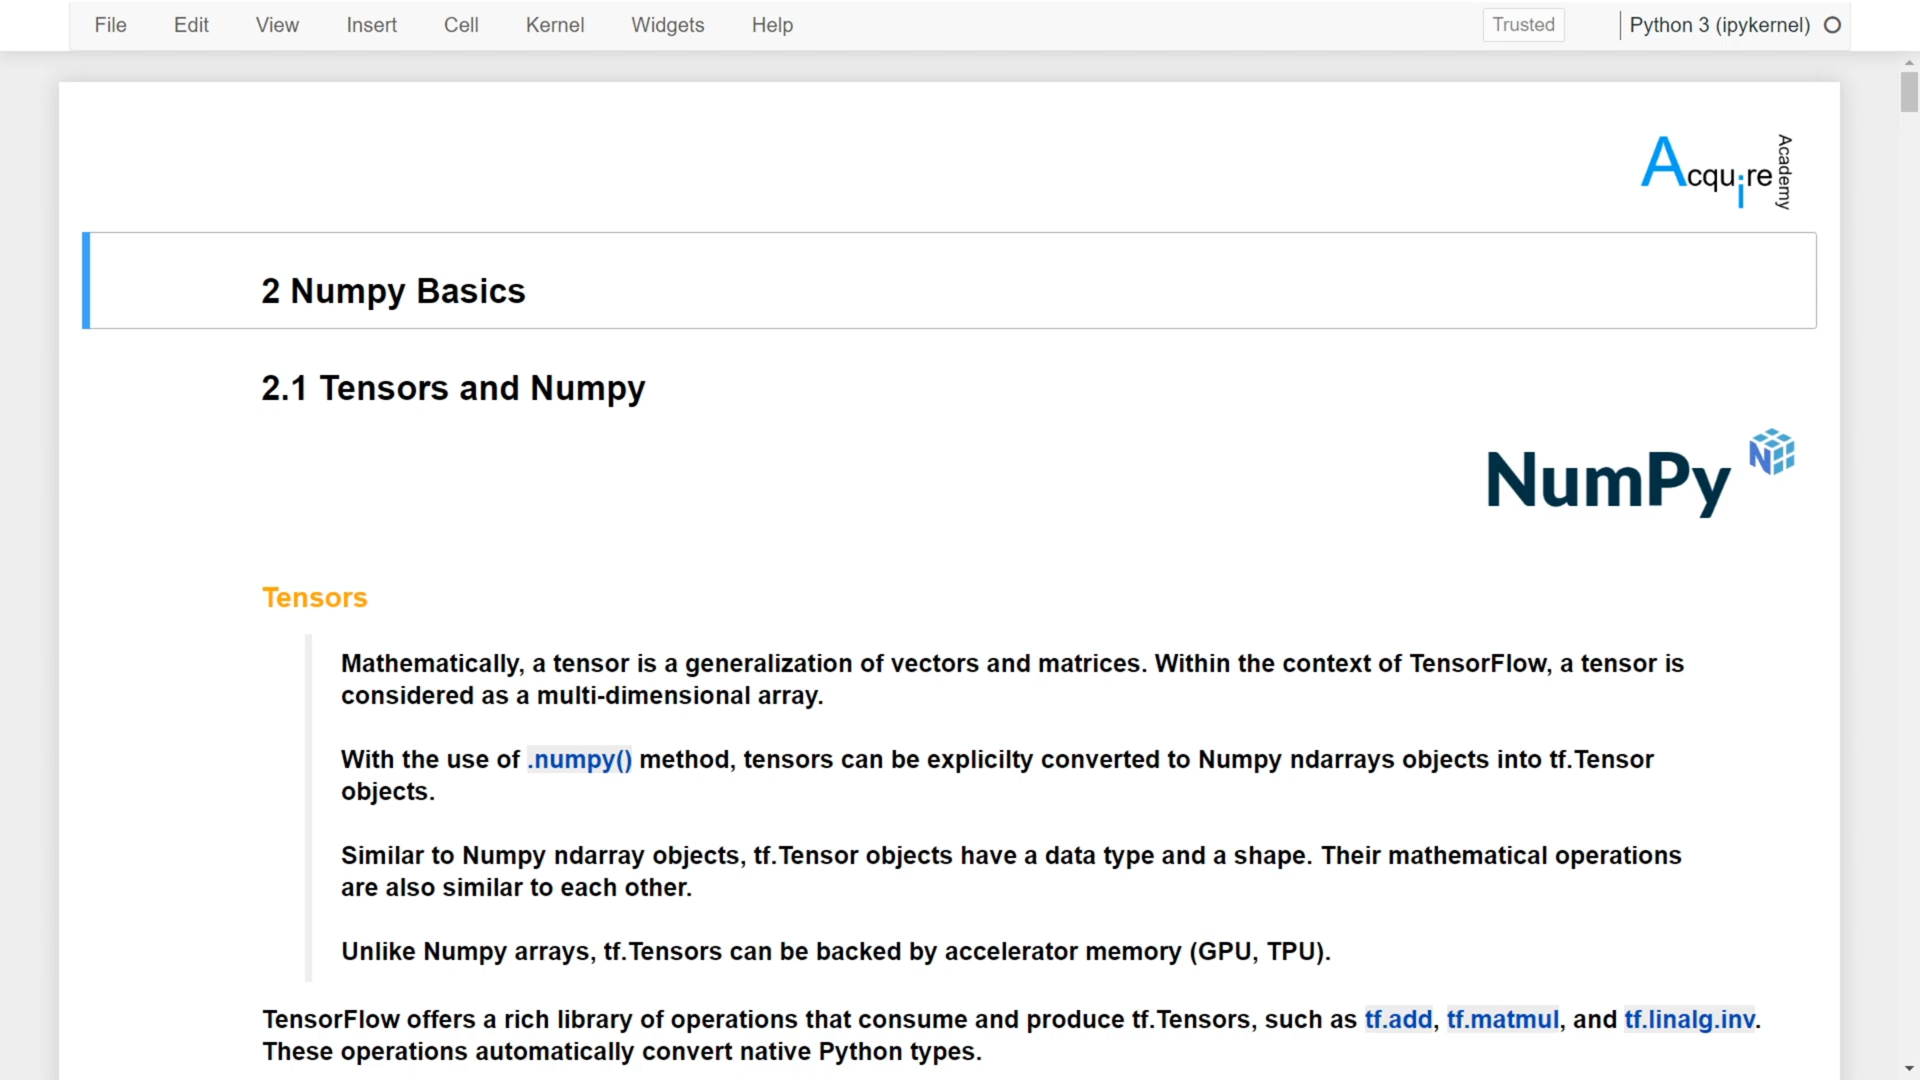 File Edit View Insert Cell Kernel Widgets Help Trusted Python 3 (ipykernel)
Acquire Academy
2 Numpy Basics
2.1 Tensors and Numpy
NumPy
Tensors
Mathematically, a tensor is a generalization of vectors and matrices. Within the context of TensorFlow, a tensor is
considered as a multi-dimensional array.
With the use of .numpy() method, tensors can be explicilty converted to Numpy ndarrays objects into tf.Tensor
objects.
Similar to Numpy ndarray objects, tf.Tensor objects have a data type and a shape. Their mathematical operations
are also similar to each other.
Unlike Numpy arrays, tf.Tensors can be backed by accelerator memory (GPU, TPU).
TensorFlow offers a rich library of operations that consume and produce tf.Tensors, such as tf.add, tf.matmul, and tf.linalg.inv.
These operations automatically convert native Python types.